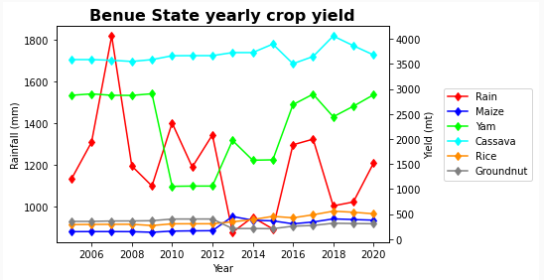 Benue State yearly crop yield
1800
1600
1400
1200
1000
Rainfall (mm)
4000
3500
3000
2500
2000
1500
1000
500
0
Yield (mt)
2006 2008 2010 2012 2014 2016 2018 2020
Year
Rain
Maize
Yam
Cassava
Rice
Groundnut